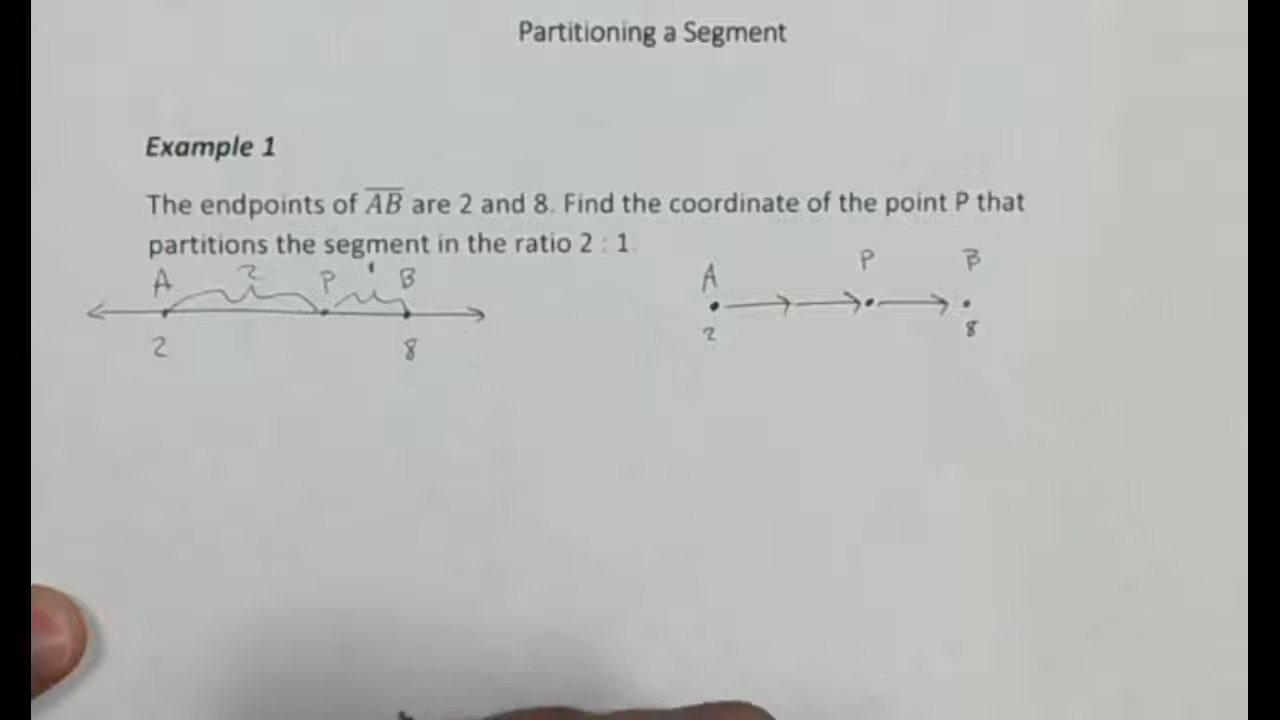 Partitioning a Segment
Example 1
The endpoints of AB are 2 and 8. Find the coordinate of the point P that
partitions the segment in the ratio 2 : 1.
A 2 P 1 B
2 8
A P B
2 8